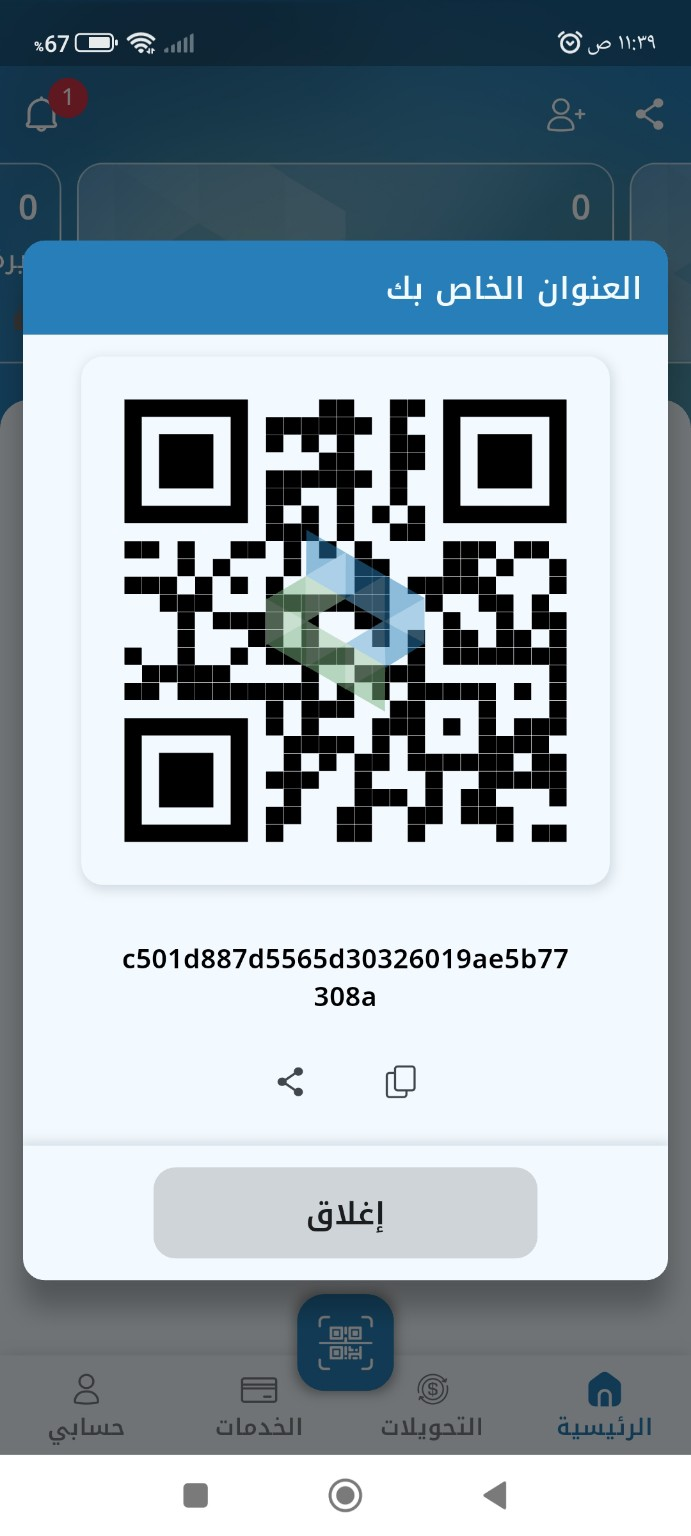 %67
١١:٣٩ ص
1
0
0
العنوان الخاص بك
c501d887d5565d30326019ae5b77
308a
إغلاق
الرئيسية
التحويلات
الخدمات
حسابي